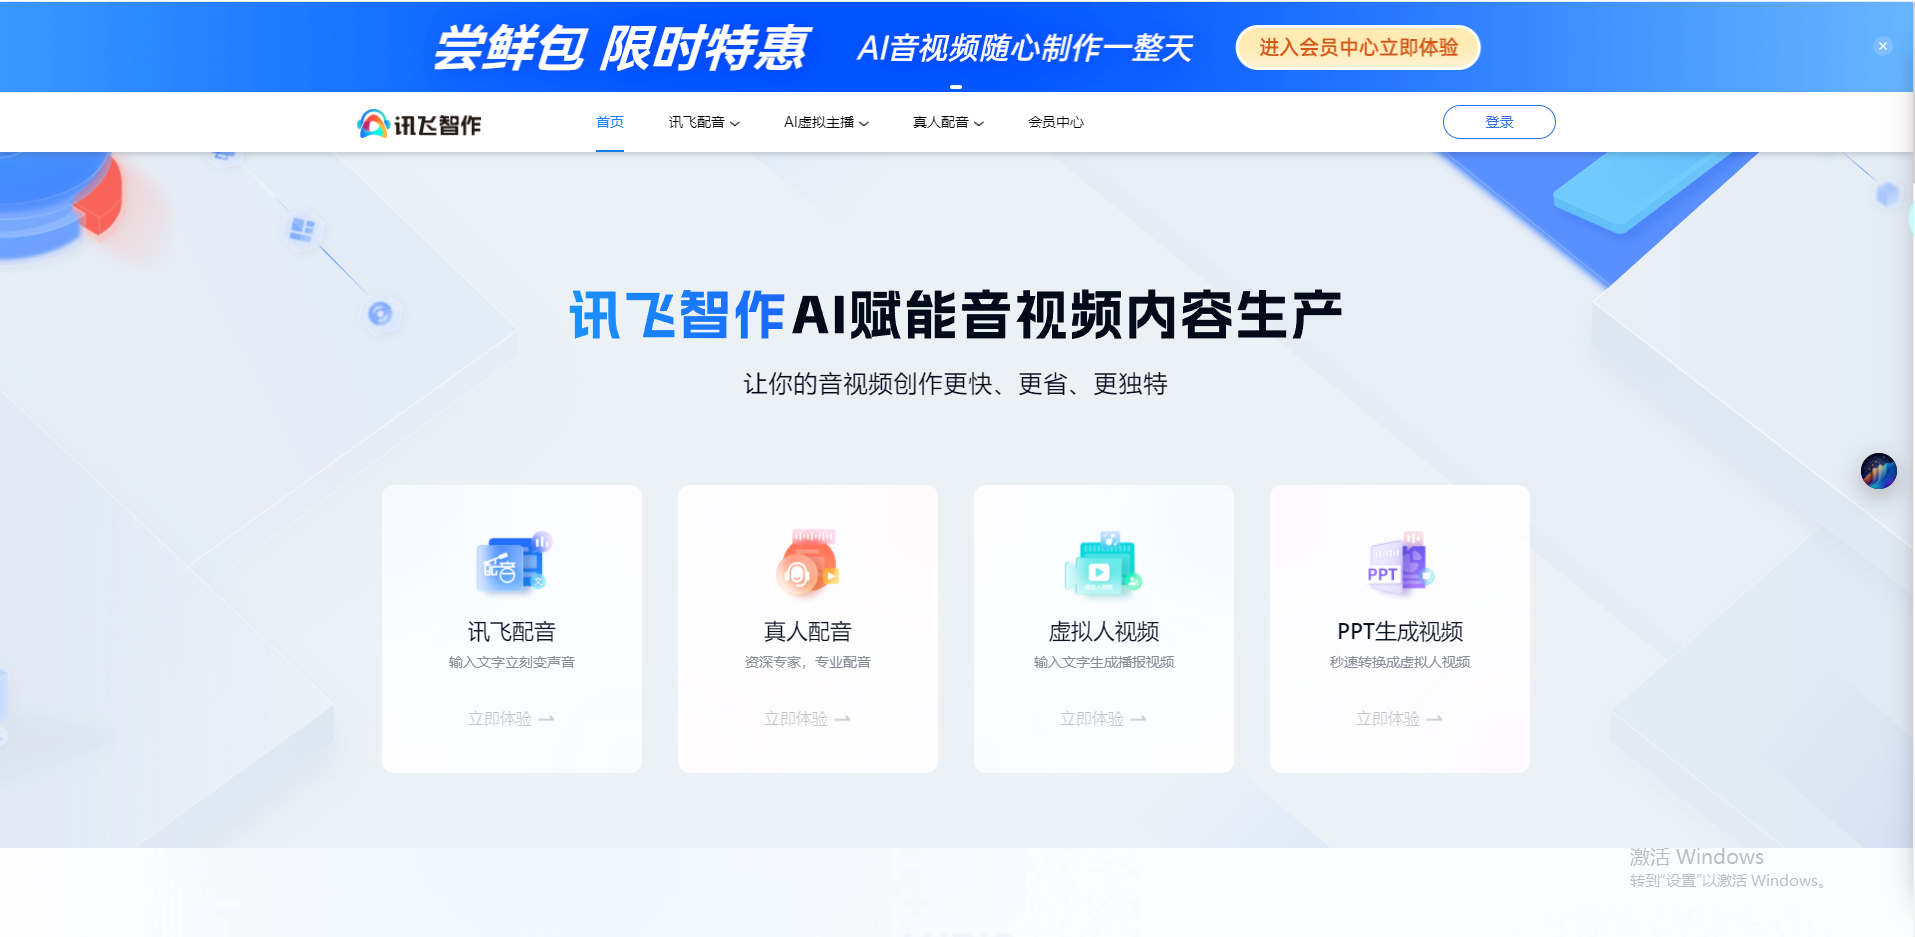 尝鲜包 限时特惠 AI音视频随心制作一整天 进入会员中心立即体验
讯飞智作 首页 讯飞配音 AI虚拟主播 真人配音 会员中心 登录
讯飞智作AI赋能音视频内容生产
让你的音视频创作更快、更省、更独特
配音
PPT
讯飞配音 真人配音 虚拟人视频 PPT生成视频
输入文字立刻变声音 资深专家，专业配音 输入文字生成播报视频 秒速转换成虚拟人视频
立即体验 立即体验 立即体验 立即体验
激活 Windows
转到"设置"以激活 Windows。